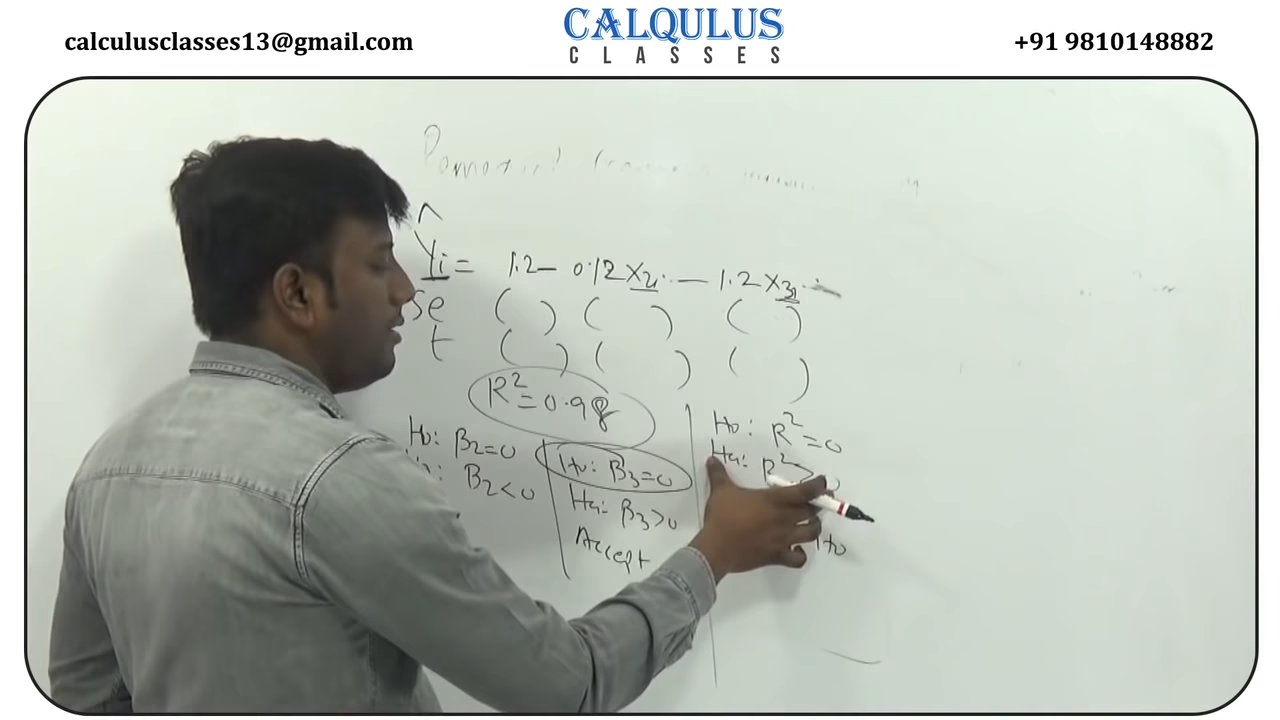 calculusclasses13@gmail.com
CALQULUS
CLASSES
+91 9810148882
Ŷi = 1.2 - 0.12 X2i - 1.2 X3i
se ( ) ( ) ( )
t ( ) ( ) ( )
R² = 0.98
H0: β2=0
β2<0
H0: β3=0
Ha: β3>0
Accept
H0: R²=0
Ha: R²>0
H0